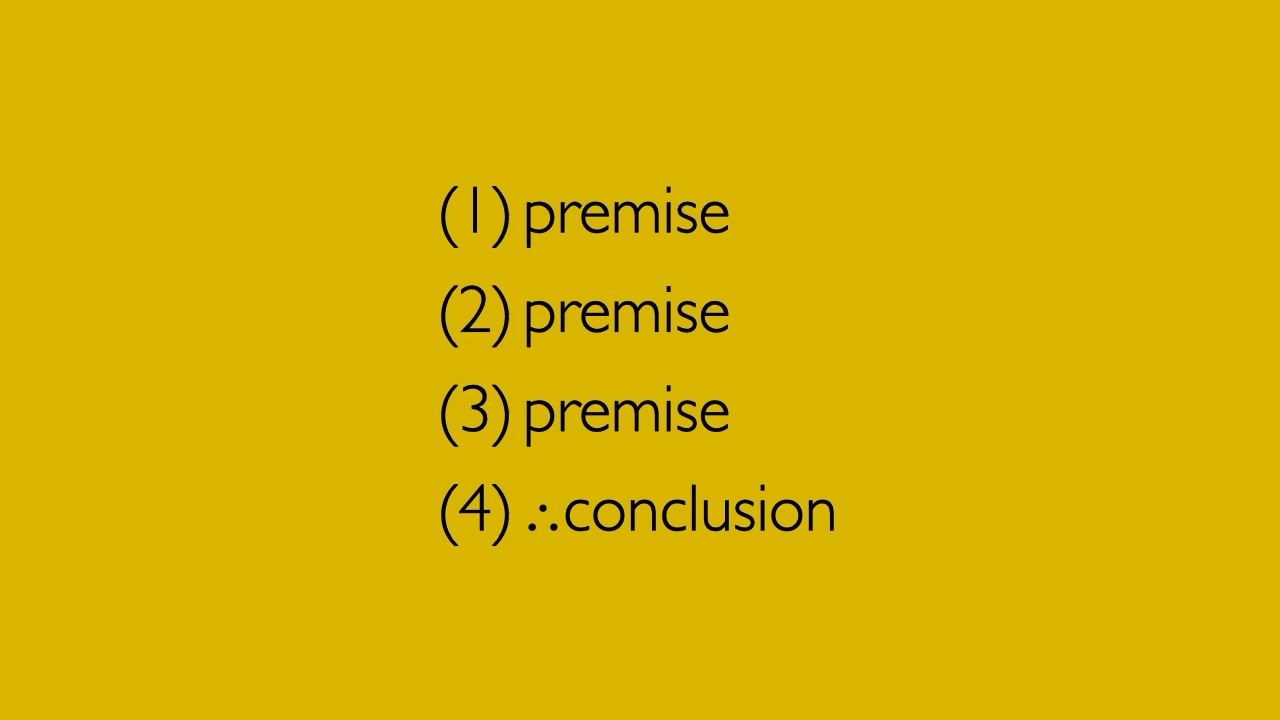 (1) premise
(2) premise
(3) premise
(4) ∴conclusion